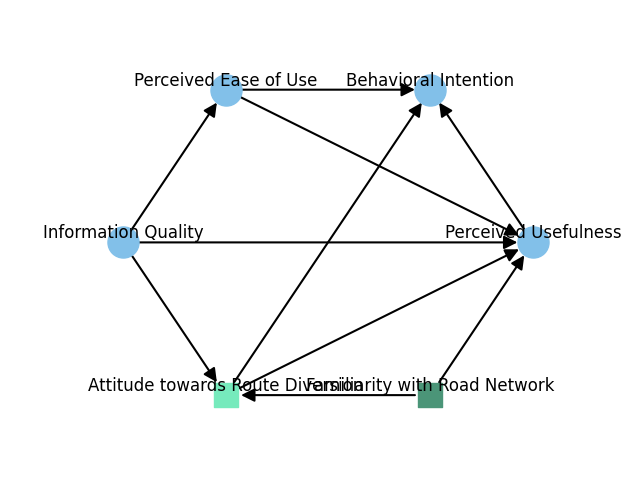 Perceived Ease of Use
Behavioral Intention
Information Quality
Perceived Usefulness
Attitude towards Route Diversion
Familiarity with Road Network